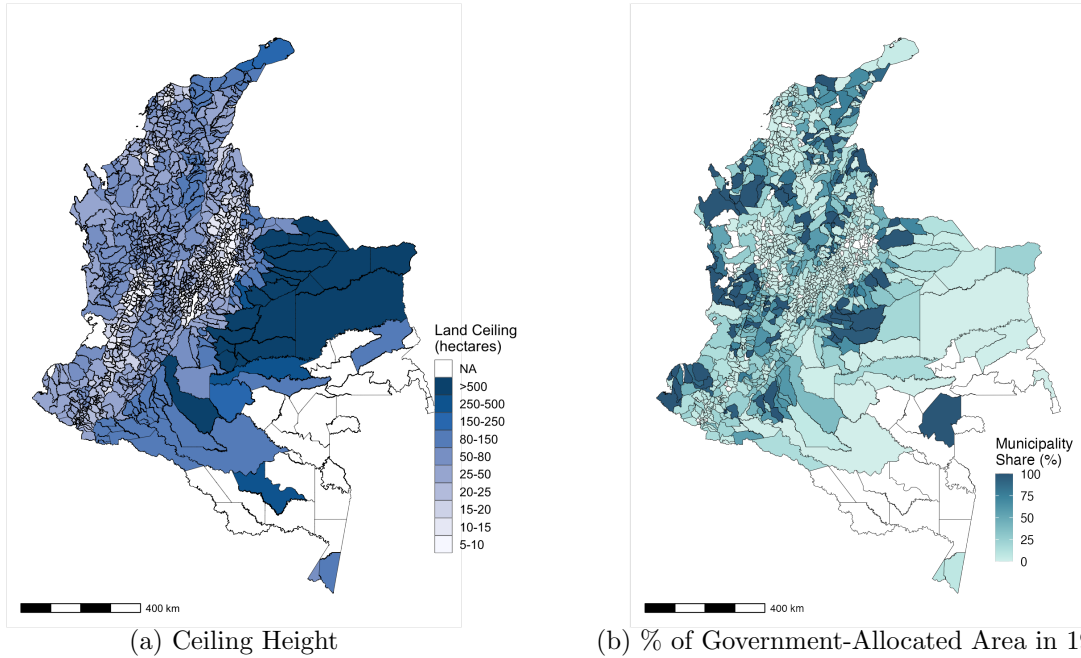 Land Ceiling
(hectares)
NA
>500
250-500
150-250
80-150
50-80
25-50
20-25
15-20
10-15
5-10
400 km
(a) Ceiling Height
Municipality
Share (%)
100
75
50
25
0
400 km
(b) % of Government-Allocated Area in